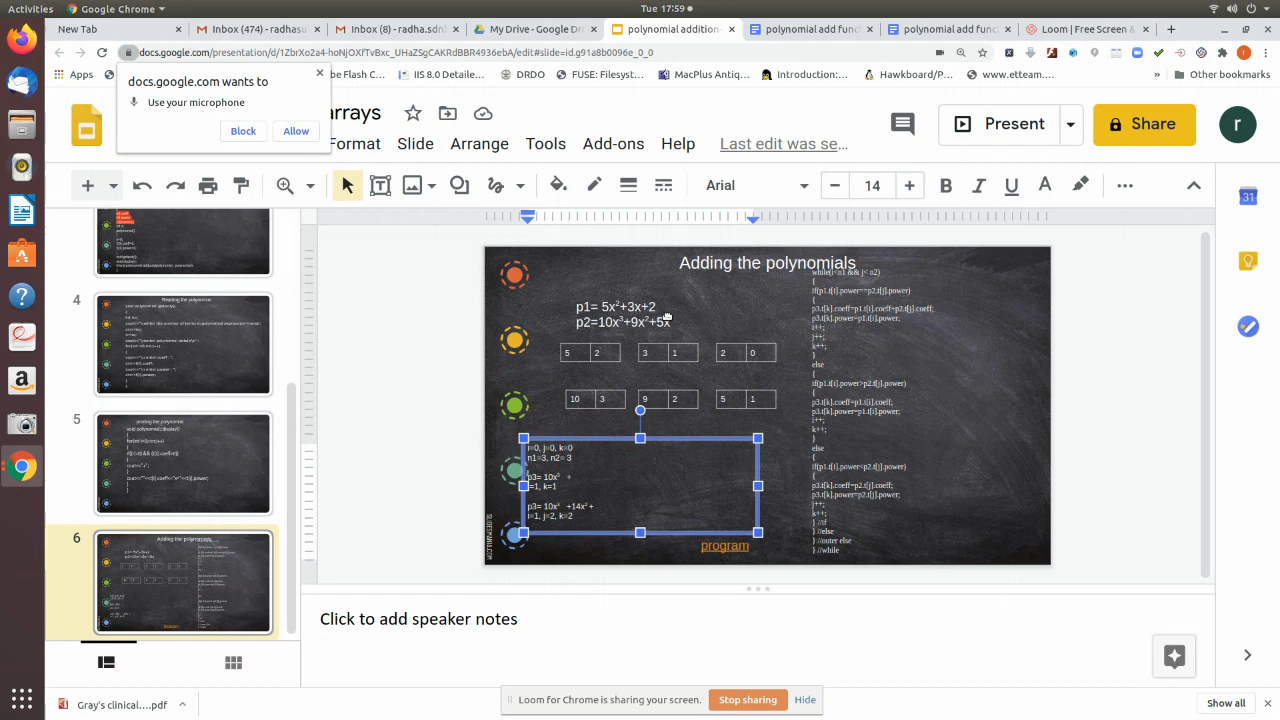 Activities
Google Chrome
Tue 17:59
New Tab
Inbox (474) - radhasu
Inbox (8) - radha.sdri
My Drive - Google Drive
polynomial addition-
polynomial add func
polynomial add func
Loom | Free Screen &
docs.google.com/presentation/d/1ZbrXo2a4-hoNjOXfTvBxc_UHaZSgCAKRdBBR4936ebA/edit#slide=id.g91a8b0096e_0_0
Apps
be Flash C...
IIS 8.0 Detaile...
DRDO
FUSE: Filesyst...
MacPlus Antiq...
Introduction:...
Hawkboard/P...
www.etteam....
Other bookmarks
docs.google.com wants to
Use your microphone
Block
Allow
arrays
Format
Slide
Arrange
Tools
Add-ons
Help
Last edit was se...
Present
Share
r
Arial
14
4
Reading the polynomial
5
void polynomial::display()
6
Adding the polynomials
Adding the polynomials
p1= 5x²+3x+2
p2=10x³+9x²+5x
5 2 3 1 2 0
10 3 9 2 5 1
i=0, j=0, k=0
n1=3, n2= 3
p3= 10x³ +
j=1, k=1
p3= 10x³ +14x²+
i=1, j=2, k=2
program
while(i<n1 && j< n2)
{
if(p1.t[i].power==p2.t[j].power)
{
p3.t[k].coeff=p1.t[i].coeff+p2.t[j].coeff;
p3.t[k].power=p1.t[i].power;
i++;
j++;
k++;
}
else
{
if(p1.t[i].power>p2.t[j].power)
{
p3.t[k].coeff=p1.t[i].coeff;
p3.t[k].power=p1.t[i].power;
i++;
k++;
}
else
{
if(p1.t[i].power<p2.t[j].power)
{
p3.t[k].coeff=p2.t[j].coeff;
p3.t[k].power=p2.t[j].power;
j++;
k++;
} //if
} //else
} //outer else
} //while
SLIDESMANIA.COM
Click to add speaker notes
Gray's clinical....pdf
Loom for Chrome is sharing your screen.
Stop sharing
Hide
Show all